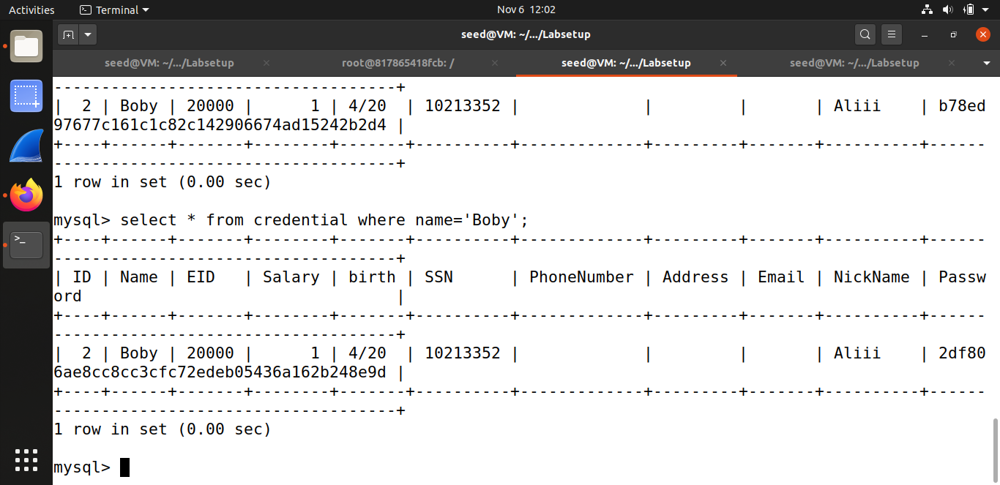 Activities Terminal Nov 6 12:02
seed@VM: ~/.../Labsetup
seed@VM: ~/.../Labsetup root@817865418fcb: / seed@VM: ~/.../Labsetup seed@VM: ~/.../Labsetup
------------------------------------+
|  2 | Boby | 20000 |      1 | 4/20  | 10213352 |             |         |       | Aliii    | b78ed
97677c161c1c82c142906674ad15242b2d4 |
+----+------+-------+--------+-------+----------+-------------+---------+-------+----------+------
------------------------------------+
1 row in set (0.00 sec)
mysql> select * from credential where name='Boby';
+----+------+-------+--------+-------+----------+-------------+---------+-------+----------+------
------------------------------------+
| ID | Name | EID   | Salary | birth | SSN      | PhoneNumber | Address | Email | NickName | Passw
ord                                 |
+----+------+-------+--------+-------+----------+-------------+---------+-------+----------+------
------------------------------------+
|  2 | Boby | 20000 |      1 | 4/20  | 10213352 |             |         |       | Aliii    | 2df80
6ae8cc8cc3cfc72edeb05436a162b248e9d |
+----+------+-------+--------+-------+----------+-------------+---------+-------+----------+------
------------------------------------+
1 row in set (0.00 sec)
mysql>